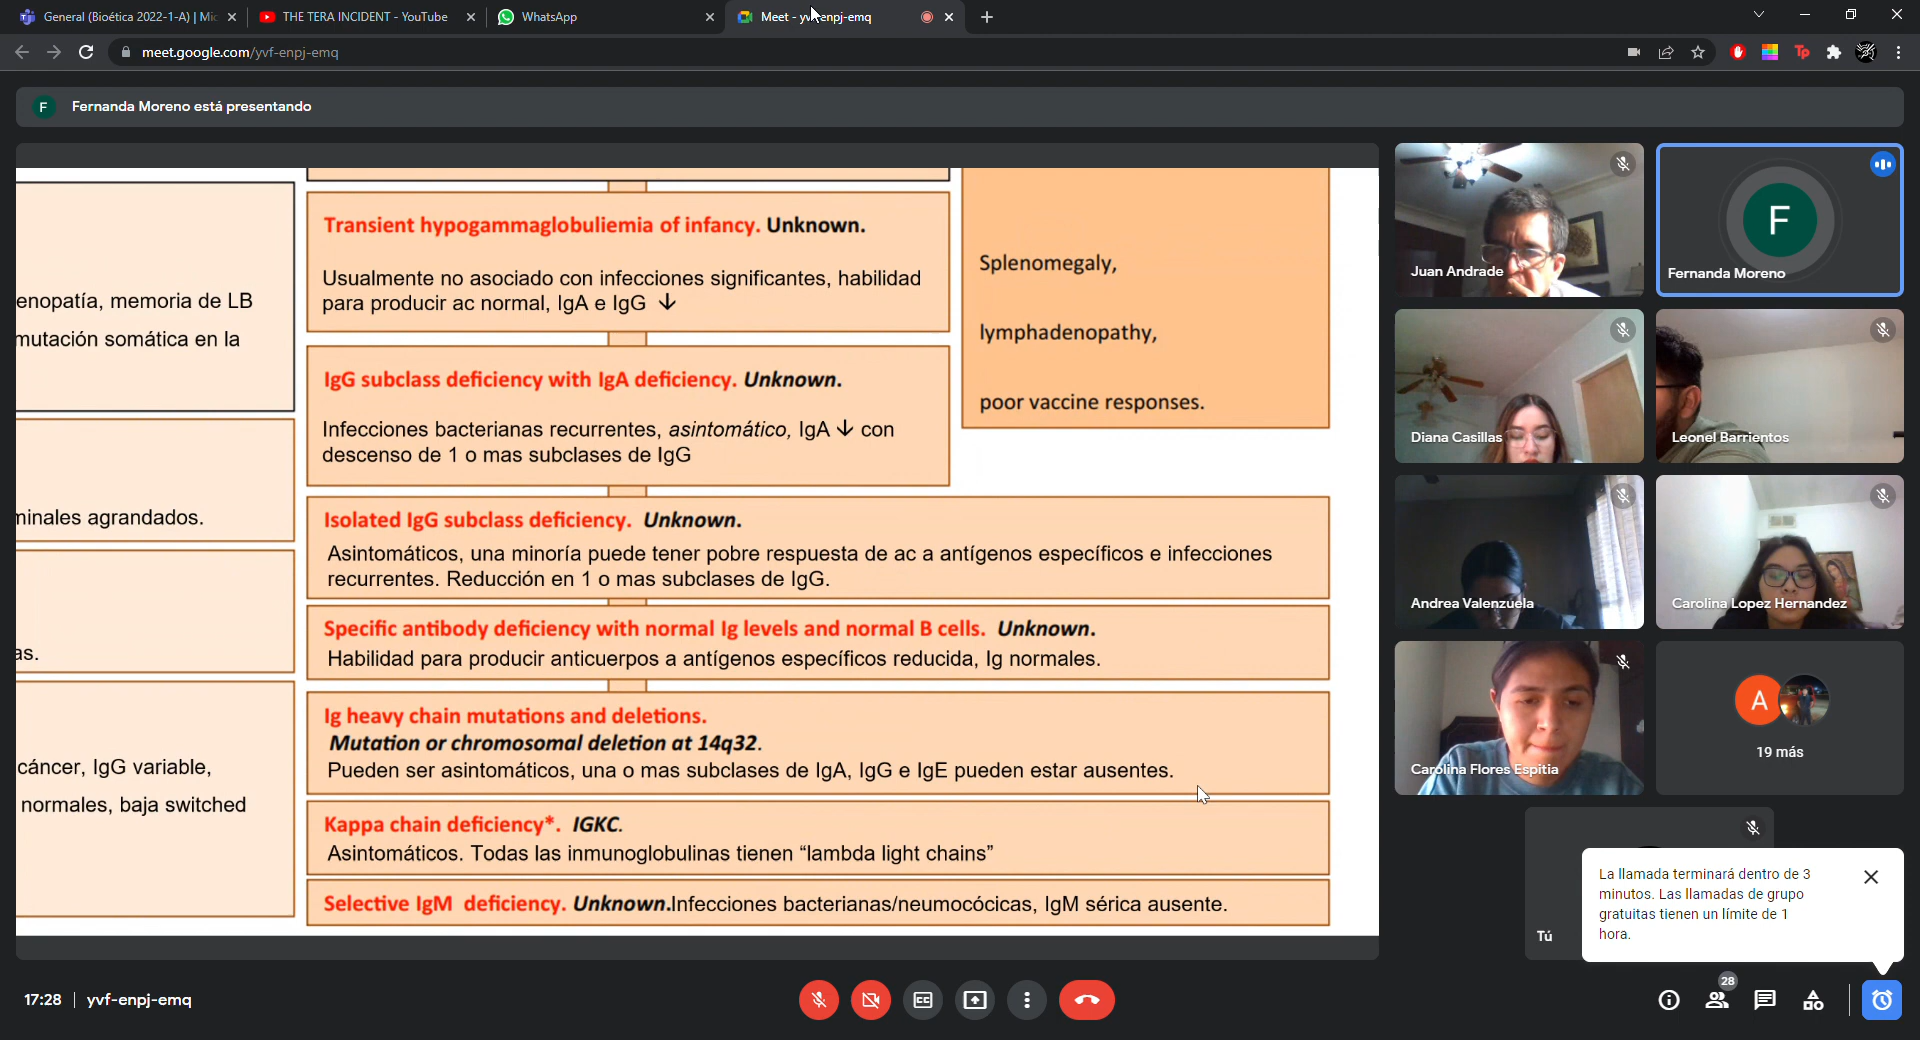 General (Bioética 2022-1-A) | Mic
THE TERA INCIDENT - YouTube
WhatsApp
Meet - yvf-enpj-emq
meet.google.com/yvf-enpj-emq
F
Fernanda Moreno está presentando
enopatía, memoria de LB
mutación somática en la
minales agrandados.
as.
cáncer, IgG variable,
normales, baja switched
Transient hypogammaglobuliemia of infancy. Unknown.
Usualmente no asociado con infecciones significantes, habilidad
para producir ac normal, IgA e IgG ↓
IgG subclass deficiency with IgA deficiency. Unknown.
Infecciones bacterianas recurrentes, asintomático, IgA ↓ con
descenso de 1 o mas subclases de IgG
Splenomegaly,
lymphadenopathy,
poor vaccine responses.
Isolated IgG subclass deficiency. Unknown.
Asintomáticos, una minoría puede tener pobre respuesta de ac a antígenos específicos e infecciones
recurrentes. Reducción en 1 o mas subclases de IgG.
Specific antibody deficiency with normal Ig levels and normal B cells. Unknown.
Habilidad para producir anticuerpos a antígenos específicos reducida, Ig normales.
Ig heavy chain mutations and deletions.
Mutation or chromosomal deletion at 14q32.
Pueden ser asintomáticos, una o mas subclases de IgA, IgG e IgE pueden estar ausentes.
Kappa chain deficiency*. IGKC.
Asintomáticos. Todas las inmunoglobulinas tienen “lambda light chains”
Selective IgM deficiency. Unknown.Infecciones bacterianas/neumocócicas, IgM sérica ausente.
Juan Andrade
F
Fernanda Moreno
Diana Casillas
Leonel Barrientos
Andrea Valenzuela
Carolina Lopez Hernandez
Carolina Flores Espitia
A
19 más
Tú
La llamada terminará dentro de 3
minutos. Las llamadas de grupo
gratuitas tienen un límite de 1
hora.
17:28 | yvf-enpj-emq
28